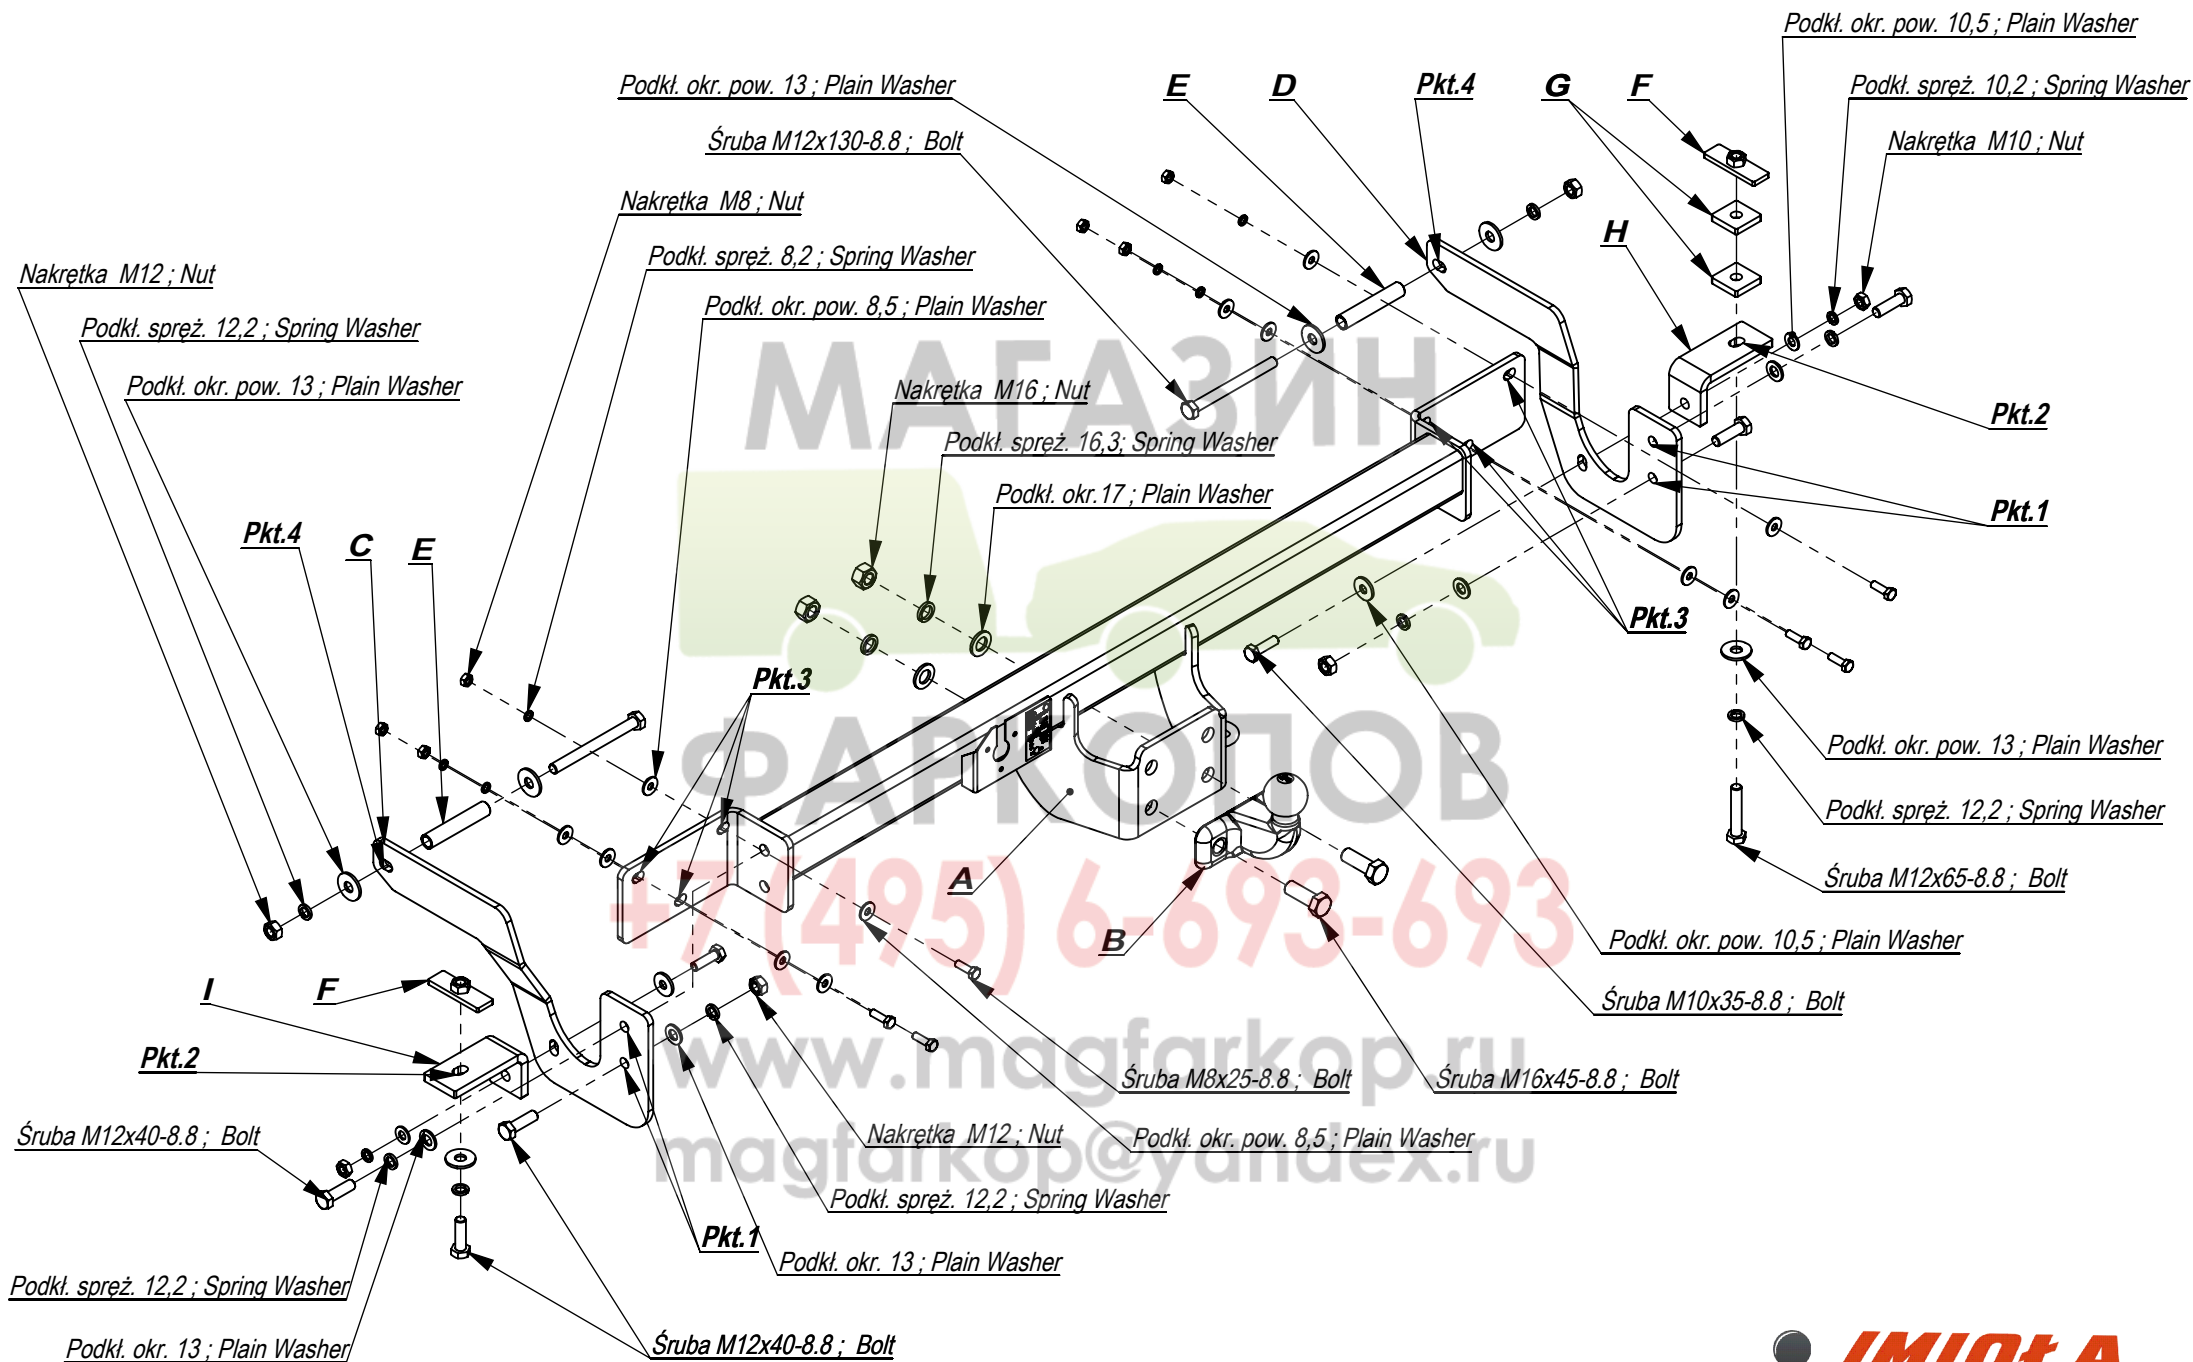 Podkł. okr. pow. 10,5 ; Plain Washer
Podkł. okr. pow. 13 ; Plain Washer
E
D
Pkt.4
G
F
Podkł. spręż. 10,2 ; Spring Washer
Śruba M12x130-8.8 ; Bolt
Nakrętka M10 ; Nut
Nakrętka M8 ; Nut
H
Podkł. spręż. 8,2 ; Spring Washer
Nakrętka M12 ; Nut
Podkł. okr. pow. 8,5 ; Plain Washer
Podkł. spręż. 12,2 ; Spring Washer
МАГАЗИН
Podkł. okr. pow. 13 ; Plain Washer
Nakrętka M16 ; Nut
Pkt.2
Podkł. spręż. 16,3; Spring Washer
Podkł. okr.17 ; Plain Washer
Pkt.1
Pkt.4
C
E
Pkt.3
Pkt.3
ФАРКОПОВ
Podkł. okr. pow. 13 ; Plain Washer
Podkł. spręż. 12,2 ; Spring Washer
A
Śruba M12x65-8.8 ; Bolt
+7(495) 6-693-693
B
Podkł. okr. pow. 10,5 ; Plain Washer
I
F
Śruba M10x35-8.8 ; Bolt
www.magfarkop.ru
Pkt.2
Śruba M8x25-8.8 ; Bolt
Śruba M16x45-8.8 ; Bolt
Śruba M12x40-8.8 ; Bolt
Nakrętka M12 ; Nut
Podkł. okr. pow. 8,5 ; Plain Washer
magfarkop@yandex.ru
Podkł. spręż. 12,2 ; Spring Washer
Pkt.1
Podkł. okr. 13 ; Plain Washer
Podkł. spręż. 12,2 ; Spring Washer
Podkł. okr. 13 ; Plain Washer
Śruba M12x40-8.8 ; Bolt
IMIOŁA